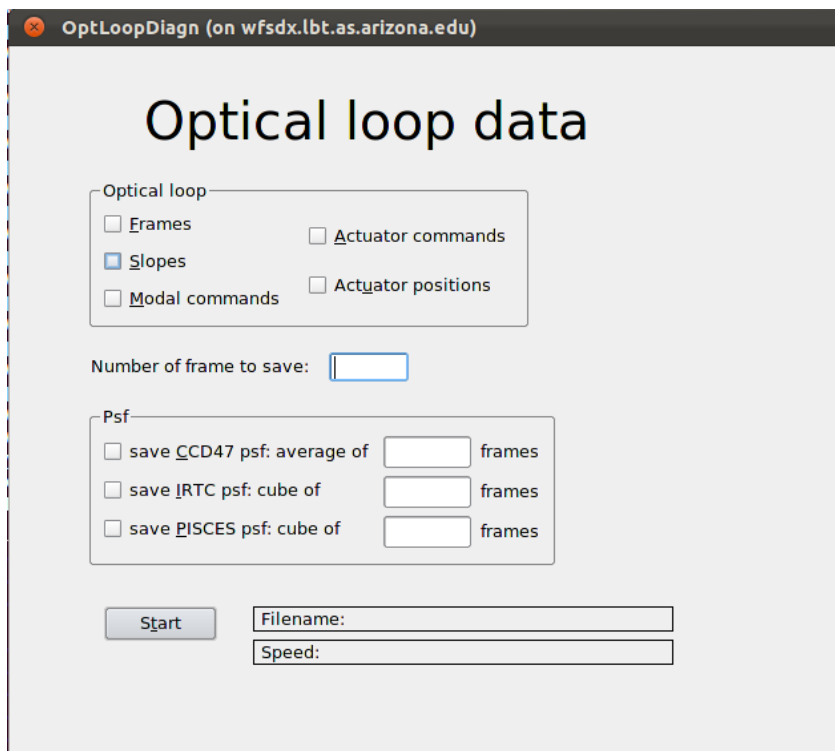 OptLoopDiagn (on wfsdx.lbt.as.arizona.edu)
Optical loop data
Optical loop
Frames
Actuator commands
Slopes
Actuator positions
Modal commands
Number of frame to save:
Psf
save CCD47 psf: average of frames
save IRTC psf: cube of frames
save PISCES psf: cube of frames
Start
Filename:
Speed: